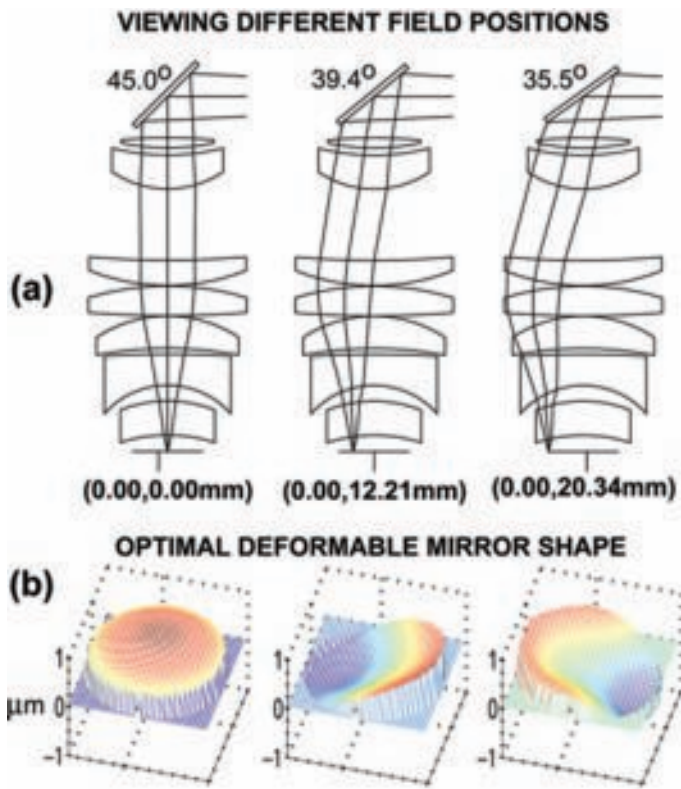 VIEWING DIFFERENT FIELD POSITIONS
45.0° 39.4° 35.5°
(a)
(0.00,0.00mm) (0.00,12.21mm) (0.00,20.34mm)
OPTIMAL DEFORMABLE MIRROR SHAPE
(b)
1 1 1
μm 0 0 0
−1 −1 −1